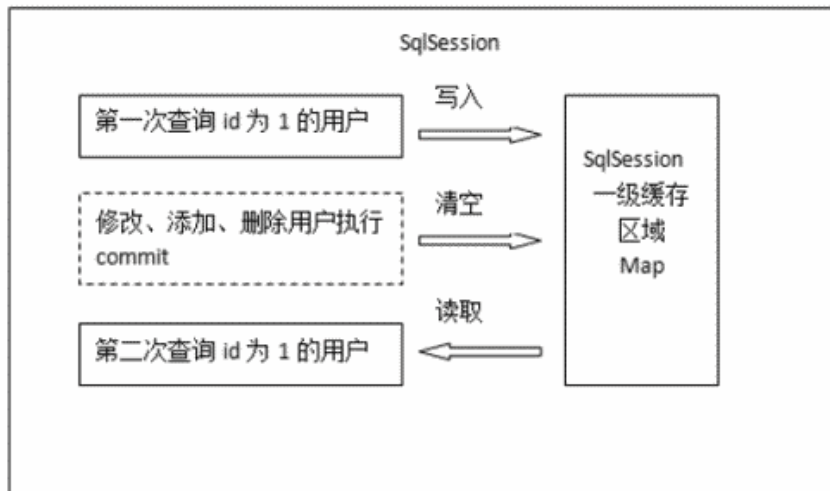 SqlSession
第一次查询 id 为 1 的用户
写入
修改、添加、删除用户执行
commit
清空
第二次查询 id 为 1 的用户
读取
SqlSession
一级缓存
区域
Map